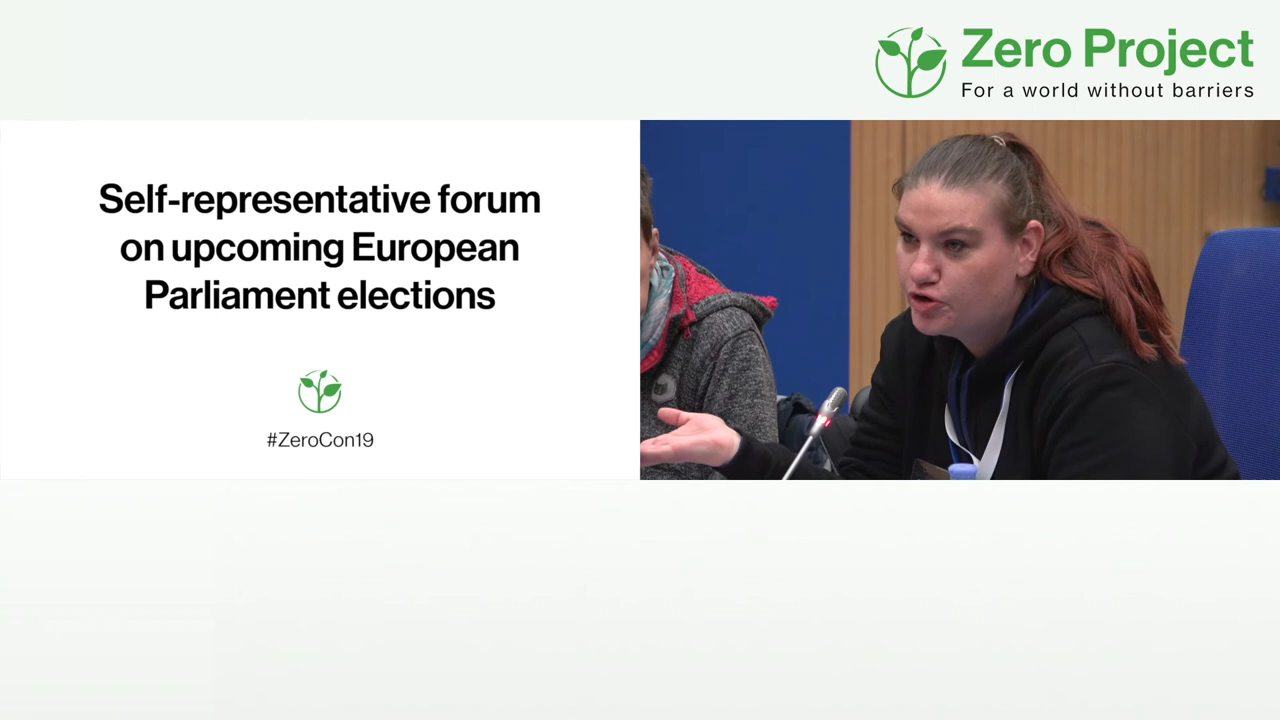 Zero Project
For a world without barriers
Self-representative forum
on upcoming European
Parliament elections
#ZeroCon19